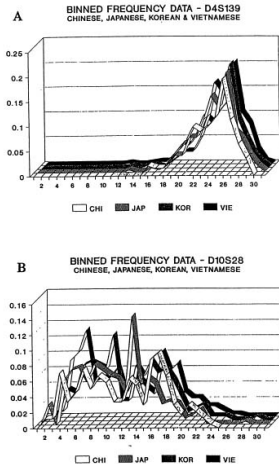 A
BINNED FREQUENCY DATA - D4S139
CHINESE, JAPANESE, KOREAN & VIETNAMESE
0.25
0.2
0.15
0.1
0.05
0
2 4 6 8 10 12 14 16 18 20 22 24 26 28 30
CHI JAP KOR VIE
B
BINNED FREQUENCY DATA - D10S28
CHINESE, JAPANESE, KOREAN, VIETNAMESE
0.16
0.14
0.12
0.1
0.08
0.06
0.04
0.02
0
2 4 6 8 10 12 14 16 18 20 22 24 26 28 30
CHI JAP KOR VIE